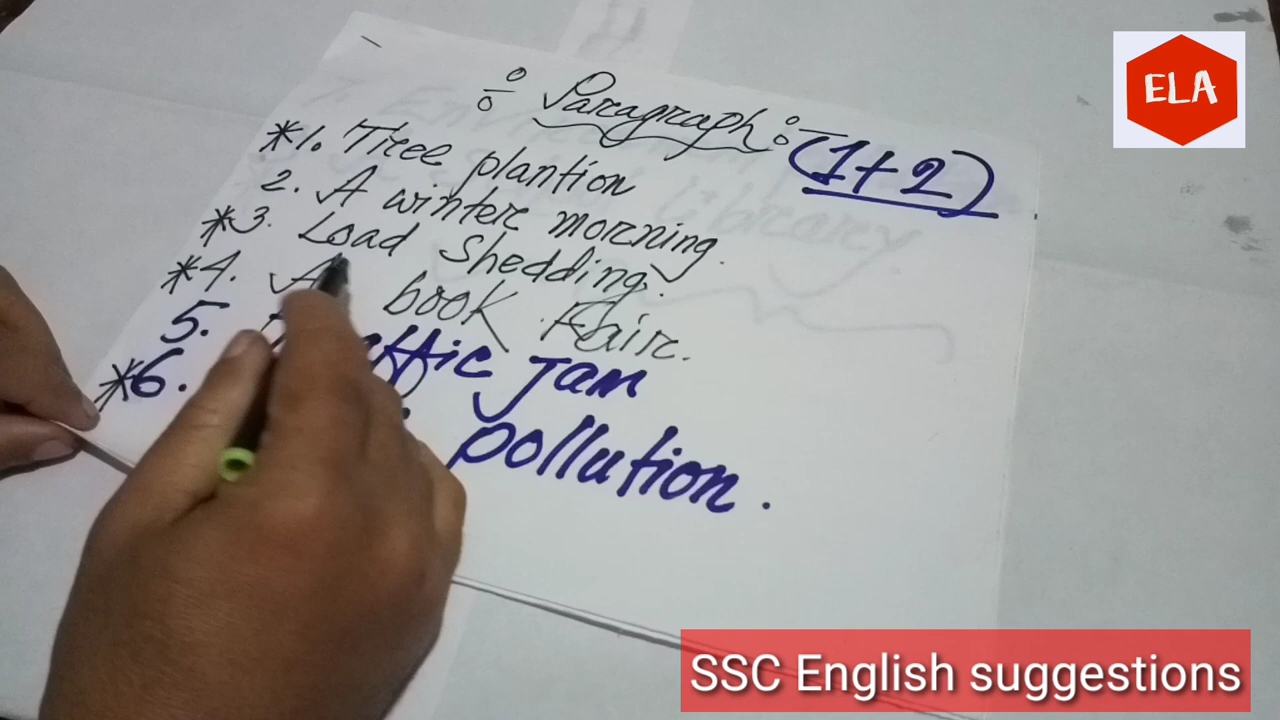 ELA
Paragraph :-
(1+2)
*1. Tree plantion
2. A winter morning.
*3. Load Shedding.
*4. A book Fair.
5. jam
*6. pollution.
SSC English suggestions